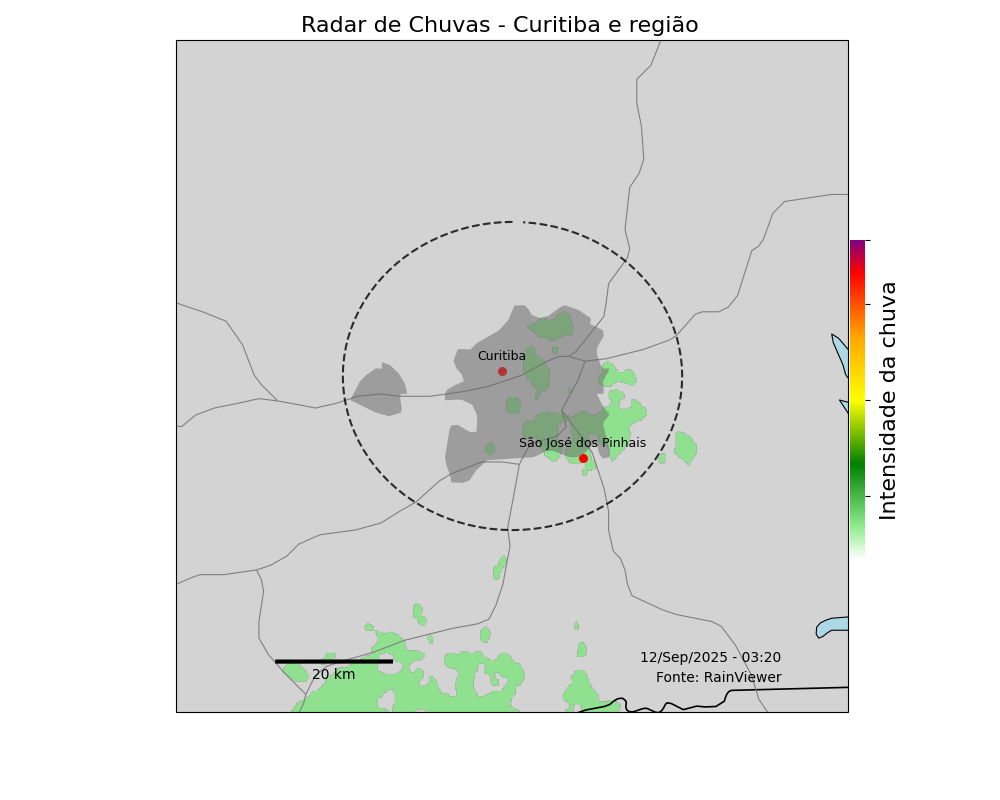 Radar de Chuvas - Curitiba e região
Curitiba
São José dos Pinhais
Intensidade da chuva
12/Sep/2025 - 03:20
Fonte: RainViewer
20 km